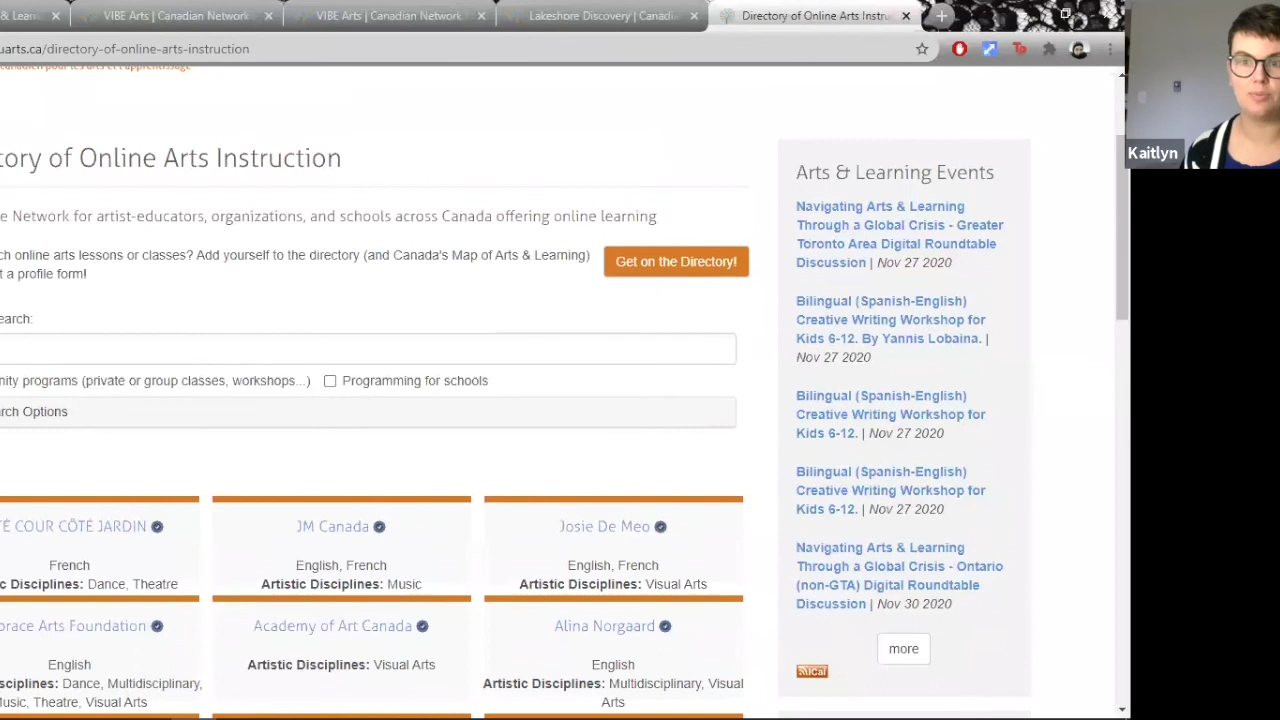 & Learn
VIBE Arts | Canadian Network
VIBE Arts | Canadian Network
Lakeshore Discovery | Canadi
Directory of Online Arts Instru
uarts.ca/directory-of-online-arts-instruction
canadien pour les arts et l'apprentissage
Kaitlyn
tory of Online Arts Instruction
e Network for artist-educators, organizations, and schools across Canada offering online learning
ch online arts lessons or classes? Add yourself to the directory (and Canada's Map of Arts & Learning)
t a profile form!
Get on the Directory!
earch:
nity programs (private or group classes, workshops...)
Programming for schools
rch Options
TÉ COUR CÔTÉ JARDIN
French
c Disciplines: Dance, Theatre
JM Canada
English, French
Artistic Disciplines: Music
Josie De Meo
English, French
Artistic Disciplines: Visual Arts
brace Arts Foundation
English
sciplines: Dance, Multidisciplinary,
Music, Theatre, Visual Arts
Academy of Art Canada
Artistic Disciplines: Visual Arts
Alina Norgaard
English
Artistic Disciplines: Multidisciplinary, Visual
Arts
Arts & Learning Events
Navigating Arts & Learning
Through a Global Crisis - Greater
Toronto Area Digital Roundtable
Discussion | Nov 27 2020
Bilingual (Spanish-English)
Creative Writing Workshop for
Kids 6-12. By Yannis Lobaina. |
Nov 27 2020
Bilingual (Spanish-English)
Creative Writing Workshop for
Kids 6-12. | Nov 27 2020
Bilingual (Spanish-English)
Creative Writing Workshop for
Kids 6-12. | Nov 27 2020
Navigating Arts & Learning
Through a Global Crisis - Ontario
(non-GTA) Digital Roundtable
Discussion | Nov 30 2020
more
iCal